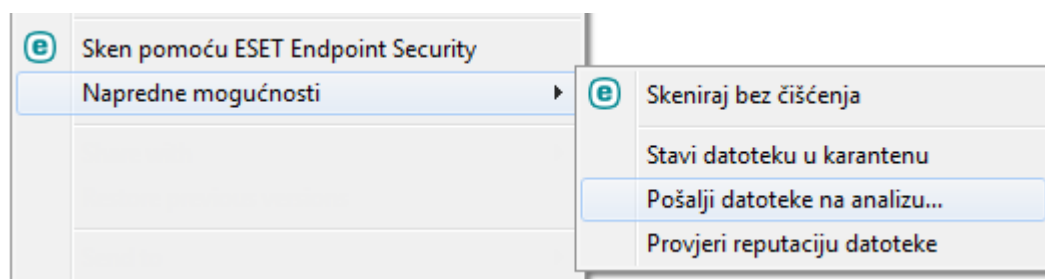 Sken pomoću ESET Endpoint Security
Napredne mogućnosti
Skeniraj bez čišćenja
Stavi datoteku u karantenu
Pošalji datoteke na analizu...
Provjeri reputaciju datoteke